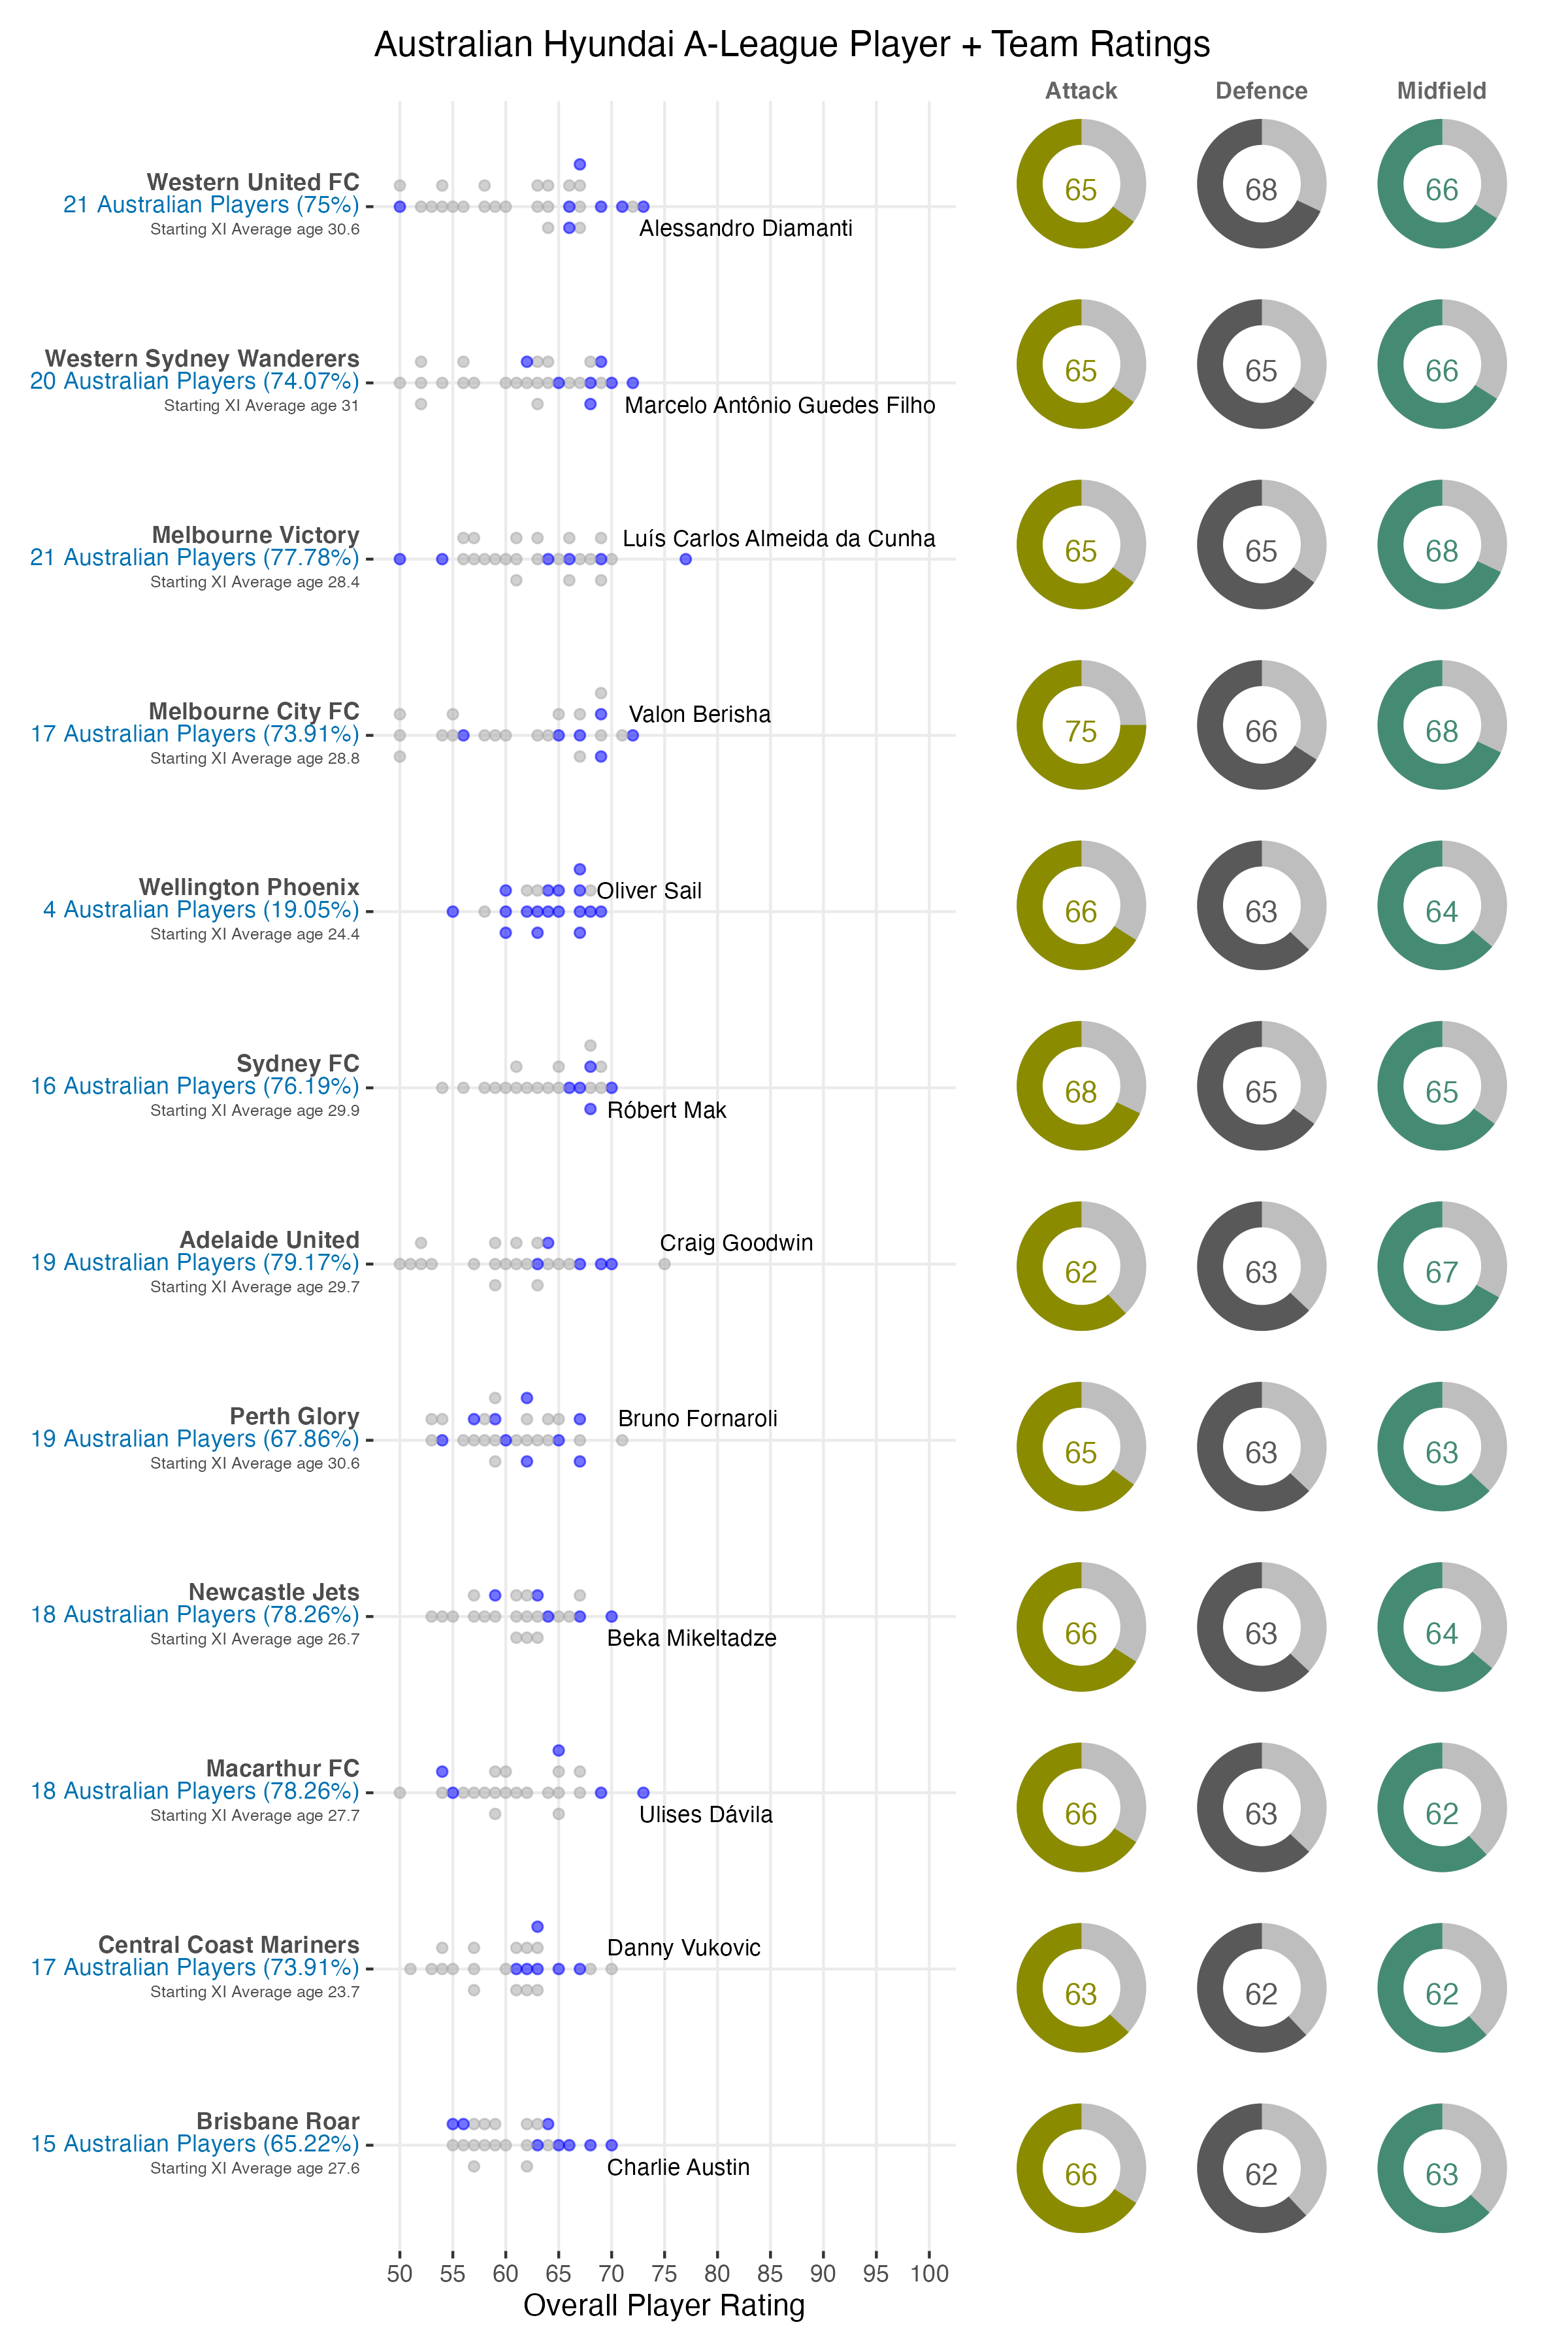 Australian Hyundai A-League Player + Team Ratings
Attack Defence Midfield
Western United FC
21 Australian Players (75%)
Starting XI Average age 30.6
Alessandro Diamanti
65 68 66
Western Sydney Wanderers
20 Australian Players (74.07%)
Starting XI Average age 31
Marcelo Antônio Guedes Filho
65 65 66
Melbourne Victory
21 Australian Players (77.78%)
Starting XI Average age 28.4
Luís Carlos Almeida da Cunha
65 65 68
Melbourne City FC
17 Australian Players (73.91%)
Starting XI Average age 28.8
Valon Berisha
75 66 68
Wellington Phoenix
4 Australian Players (19.05%)
Starting XI Average age 24.4
Oliver Sail
66 63 64
Sydney FC
16 Australian Players (76.19%)
Starting XI Average age 29.9
Róbert Mak
68 65 65
Adelaide United
19 Australian Players (79.17%)
Starting XI Average age 29.7
Craig Goodwin
62 63 67
Perth Glory
19 Australian Players (67.86%)
Starting XI Average age 30.6
Bruno Fornaroli
65 63 63
Newcastle Jets
18 Australian Players (78.26%)
Starting XI Average age 26.7
Beka Mikeltadze
66 63 64
Macarthur FC
18 Australian Players (78.26%)
Starting XI Average age 27.7
Ulises Dávila
66 63 62
Central Coast Mariners
17 Australian Players (73.91%)
Starting XI Average age 23.7
Danny Vukovic
63 62 62
Brisbane Roar
15 Australian Players (65.22%)
Starting XI Average age 27.6
Charlie Austin
66 62 63
50 55 60 65 70 75 80 85 90 95 100
Overall Player Rating